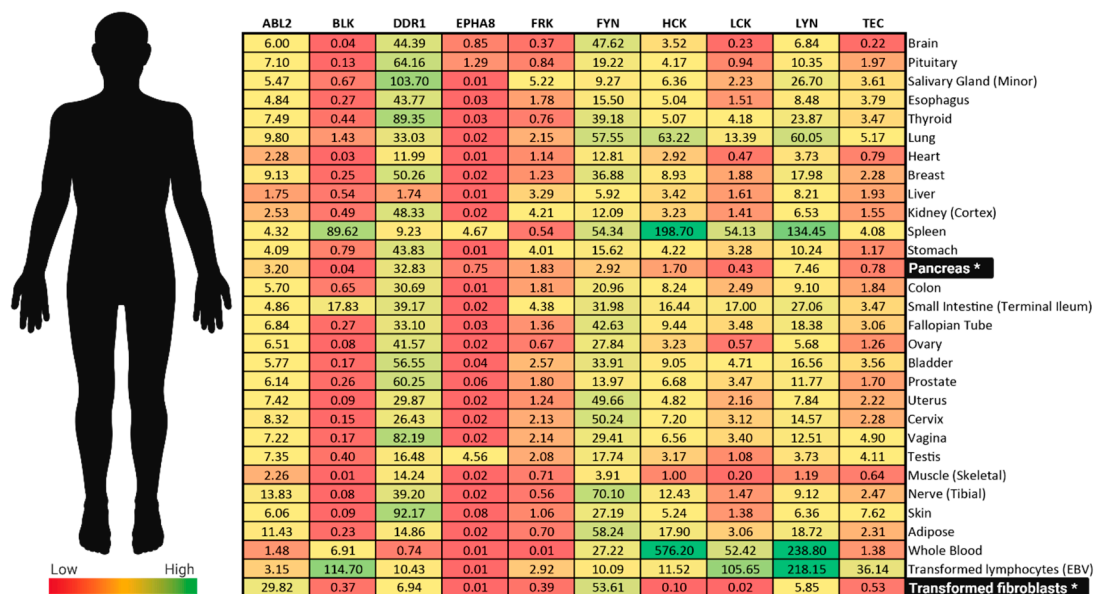 ABL2 BLK DDR1 EPHA8 FRK FYN HCK LCK LYN TEC
6.00 0.04 44.39 0.85 0.37 47.62 3.52 0.23 6.84 0.22 Brain
7.10 0.13 64.16 1.29 0.84 19.22 4.17 0.94 10.35 1.97 Pituitary
5.47 0.67 103.70 0.01 5.22 9.27 6.36 2.23 26.70 3.61 Salivary Gland (Minor)
4.84 0.27 43.77 0.03 1.78 15.50 5.04 1.51 8.48 3.79 Esophagus
7.49 0.44 89.35 0.03 0.76 39.18 5.07 4.18 23.87 3.47 Thyroid
9.80 1.43 33.03 0.02 2.15 57.55 63.22 13.39 60.05 5.17 Lung
2.28 0.03 11.99 0.01 1.14 12.81 2.92 0.47 3.73 0.79 Heart
9.13 0.25 50.26 0.02 1.23 36.88 8.93 1.88 17.98 2.28 Breast
1.75 0.54 1.74 0.01 3.29 5.92 3.42 1.61 8.21 1.93 Liver
2.53 0.49 48.33 0.02 4.21 12.09 3.23 1.41 6.53 1.55 Kidney (Cortex)
4.32 89.62 9.23 4.67 0.54 54.34 198.70 54.13 134.45 4.08 Spleen
4.09 0.79 43.83 0.01 4.01 15.62 4.22 3.28 10.24 1.17 Stomach
3.20 0.04 32.83 0.75 1.83 2.92 1.70 0.43 7.46 0.78 Pancreas *
5.70 0.65 30.69 0.01 1.81 20.96 8.24 2.49 9.10 1.84 Colon
4.86 17.83 39.17 0.02 4.38 31.98 16.44 17.00 27.06 3.47 Small Intestine (Terminal Ileum)
6.84 0.27 33.10 0.03 1.36 42.63 9.44 3.48 18.38 3.06 Fallopian Tube
6.51 0.08 41.57 0.02 0.67 27.84 3.23 0.57 5.68 1.26 Ovary
5.77 0.17 56.55 0.04 2.57 33.91 9.05 4.71 16.56 3.56 Bladder
6.14 0.26 60.25 0.06 1.80 13.97 6.68 3.47 11.77 1.70 Prostate
7.42 0.09 29.87 0.02 1.24 49.66 4.82 2.16 7.84 2.22 Uterus
8.32 0.15 26.43 0.02 2.13 50.24 7.20 3.12 14.57 2.28 Cervix
7.22 0.17 82.19 0.02 2.14 29.41 6.56 3.40 12.51 4.90 Vagina
7.35 0.40 16.48 4.56 2.08 17.74 3.17 1.08 3.73 4.11 Testis
2.26 0.01 14.24 0.02 0.71 3.91 1.00 0.20 1.19 0.64 Muscle (Skeletal)
13.83 0.08 39.20 0.02 0.56 70.10 12.43 1.47 9.12 2.47 Nerve (Tibial)
6.06 0.09 92.17 0.08 1.06 27.19 5.24 1.38 6.36 7.62 Skin
11.43 0.23 14.86 0.02 0.70 58.24 17.90 3.06 18.72 2.31 Adipose
1.48 6.91 0.74 0.01 0.01 27.22 576.20 52.42 238.80 1.38 Whole Blood
3.15 114.70 10.43 0.01 2.92 10.09 11.52 105.65 218.15 36.14 Transformed lymphocytes (EBV)
29.82 0.37 6.94 0.01 0.39 53.61 0.10 0.02 5.85 0.53 Transformed fibroblasts *
Low High